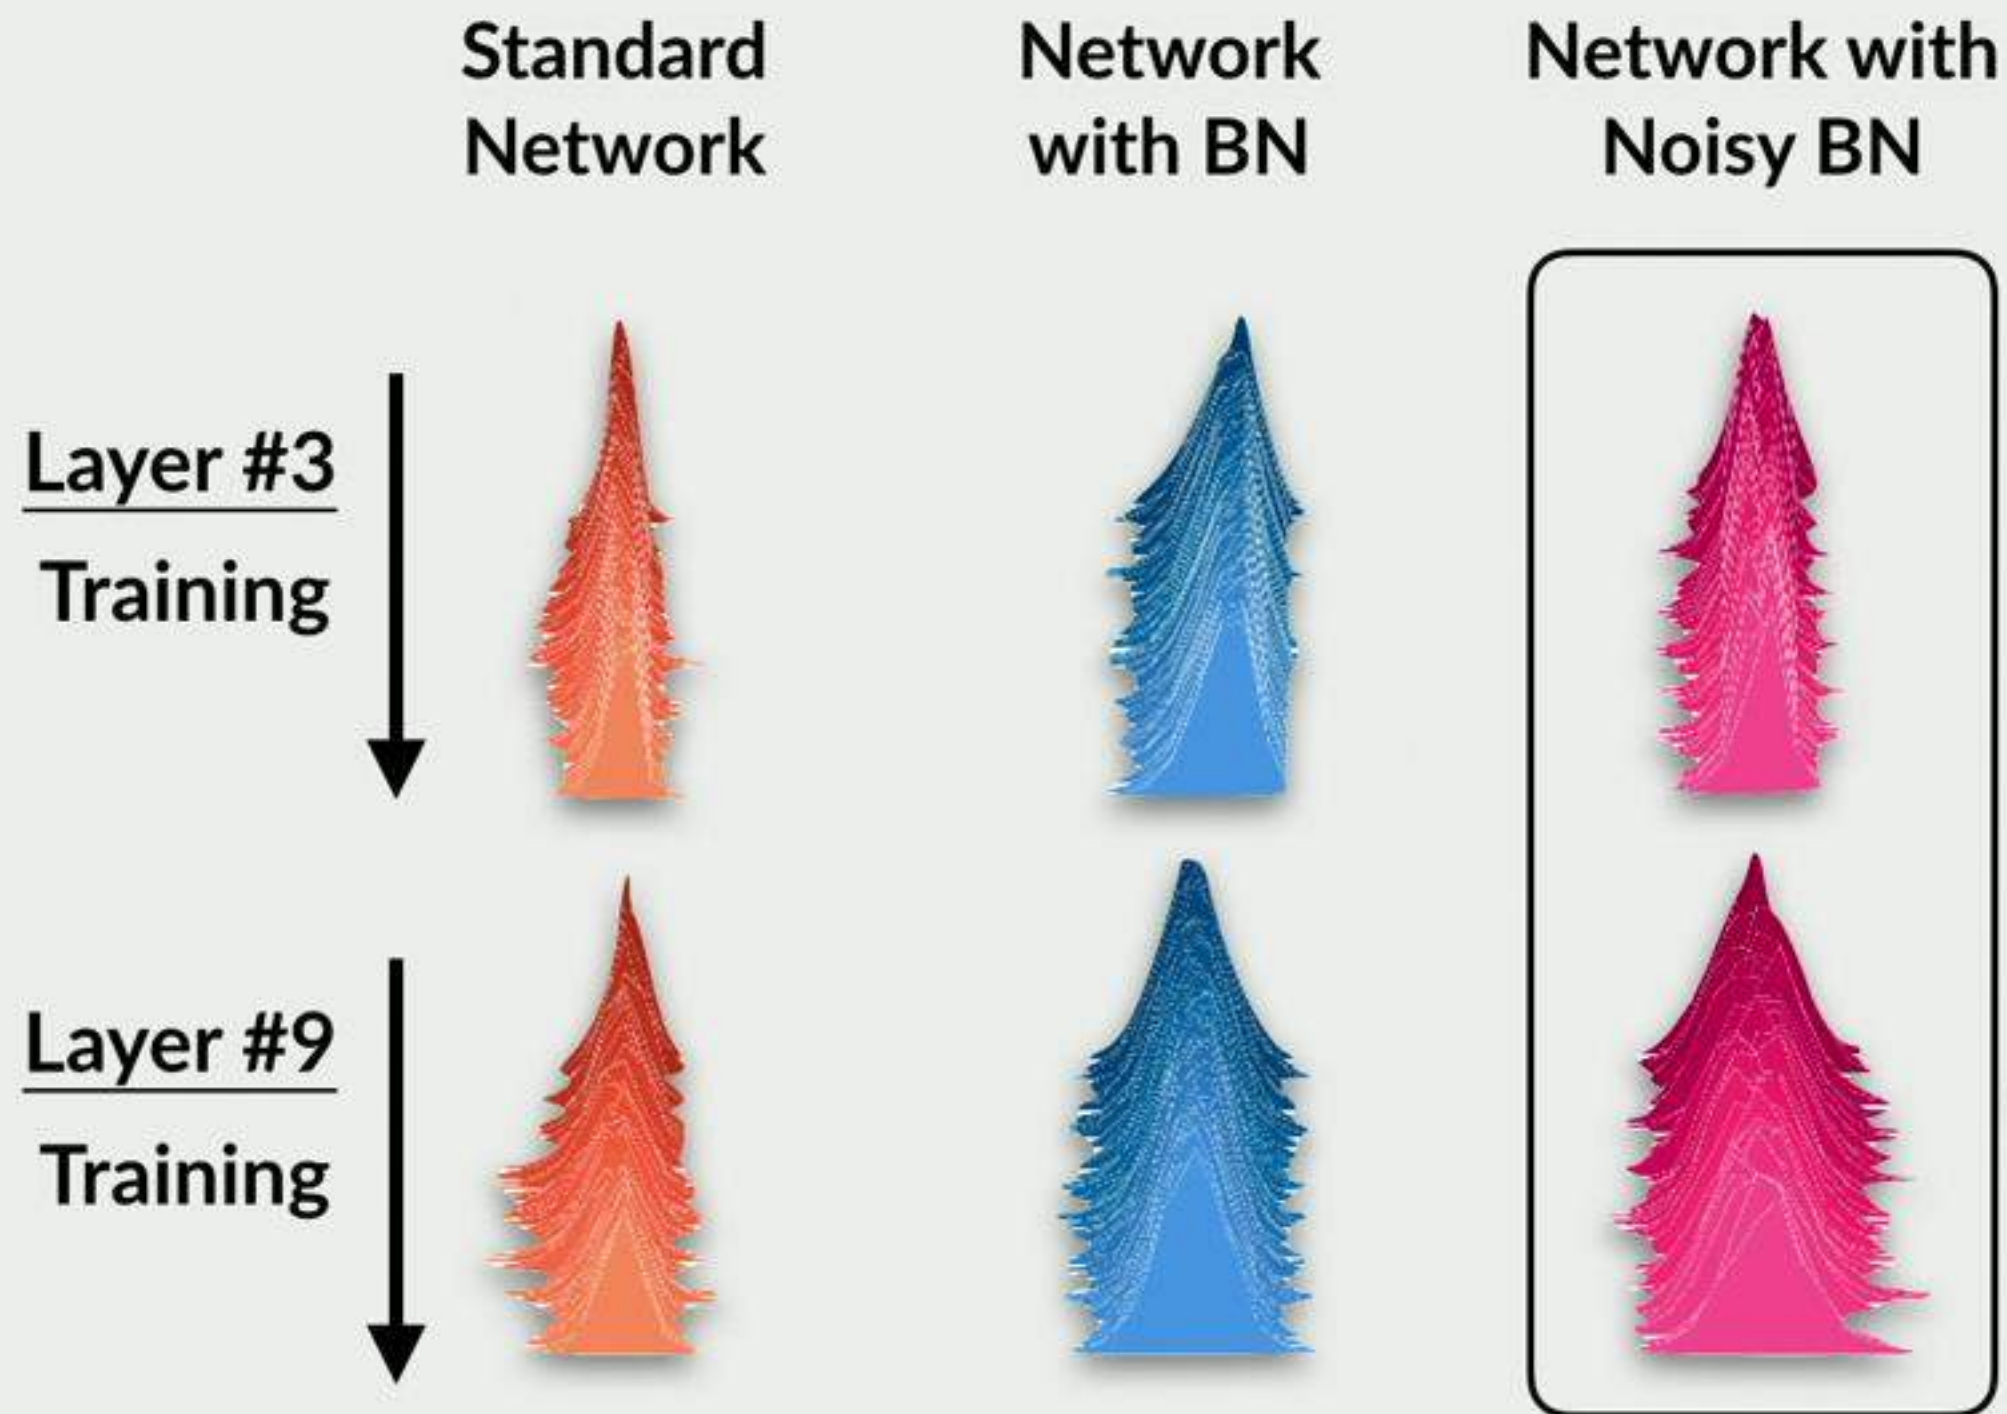 Standard
Network
Network
with BN
Network with
Noisy BN
Layer #3
Training
Layer #9
Training